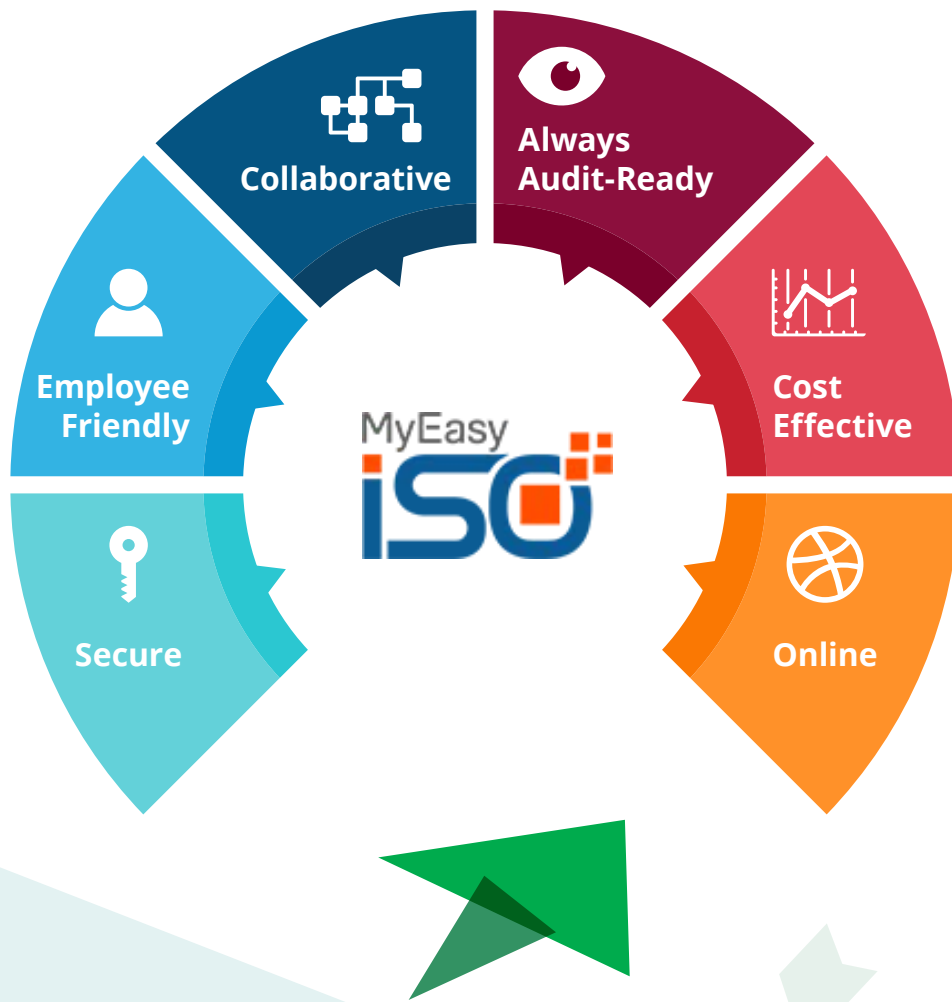 Collaborative
Always
Audit-Ready
Employee
Friendly
Cost
Effective
MyEasy
iSO
Secure
Online